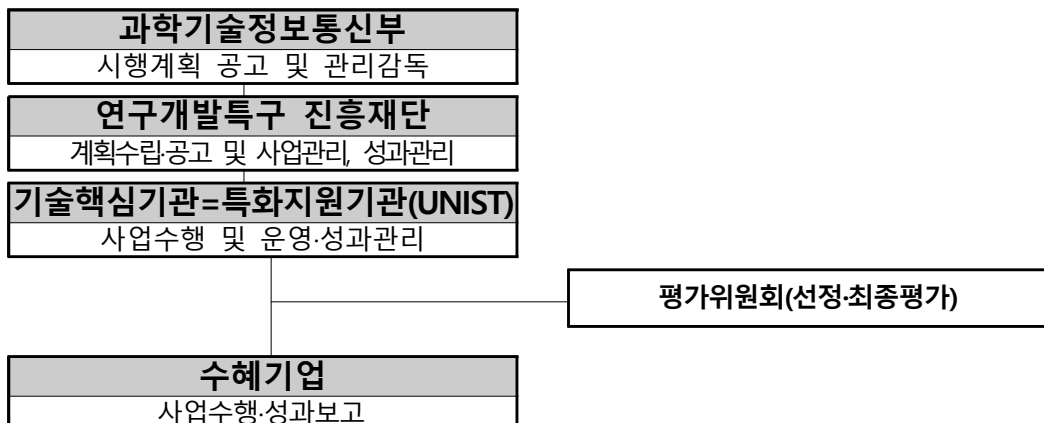 과학기술정보통신부
시행계획 공고 및 관리감독
연구개발특구 진흥재단
계획수립·공고 및 사업관리, 성과관리
기술핵심기관=특화지원기관(UNIST)
사업수행 및 운영·성과관리
평가위원회(선정·최종평가)
수혜기업
사업수행·성과보고